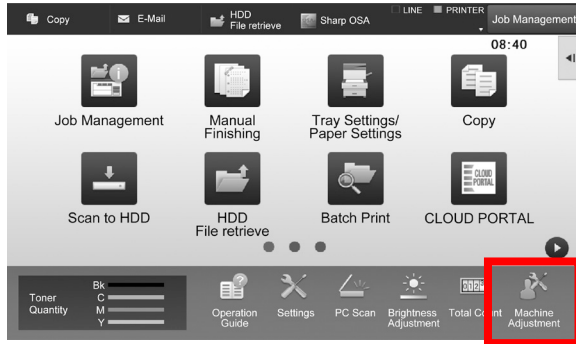 Copy
E-Mail
HDD
File retrieve
Sharp OSA
LINE
PRINTER
Job Management
08:40
Job Management
Manual
Finishing
Tray Settings/
Paper Settings
Copy
Scan to HDD
HDD
File retrieve
Batch Print
CLOUD
PORTAL
CLOUD PORTAL
Toner
Quantity
Bk
C
M
Y
Operation
Guide
Settings
PC Scan
Brightness
Adjustment
Total Count
Machine
Adjustment